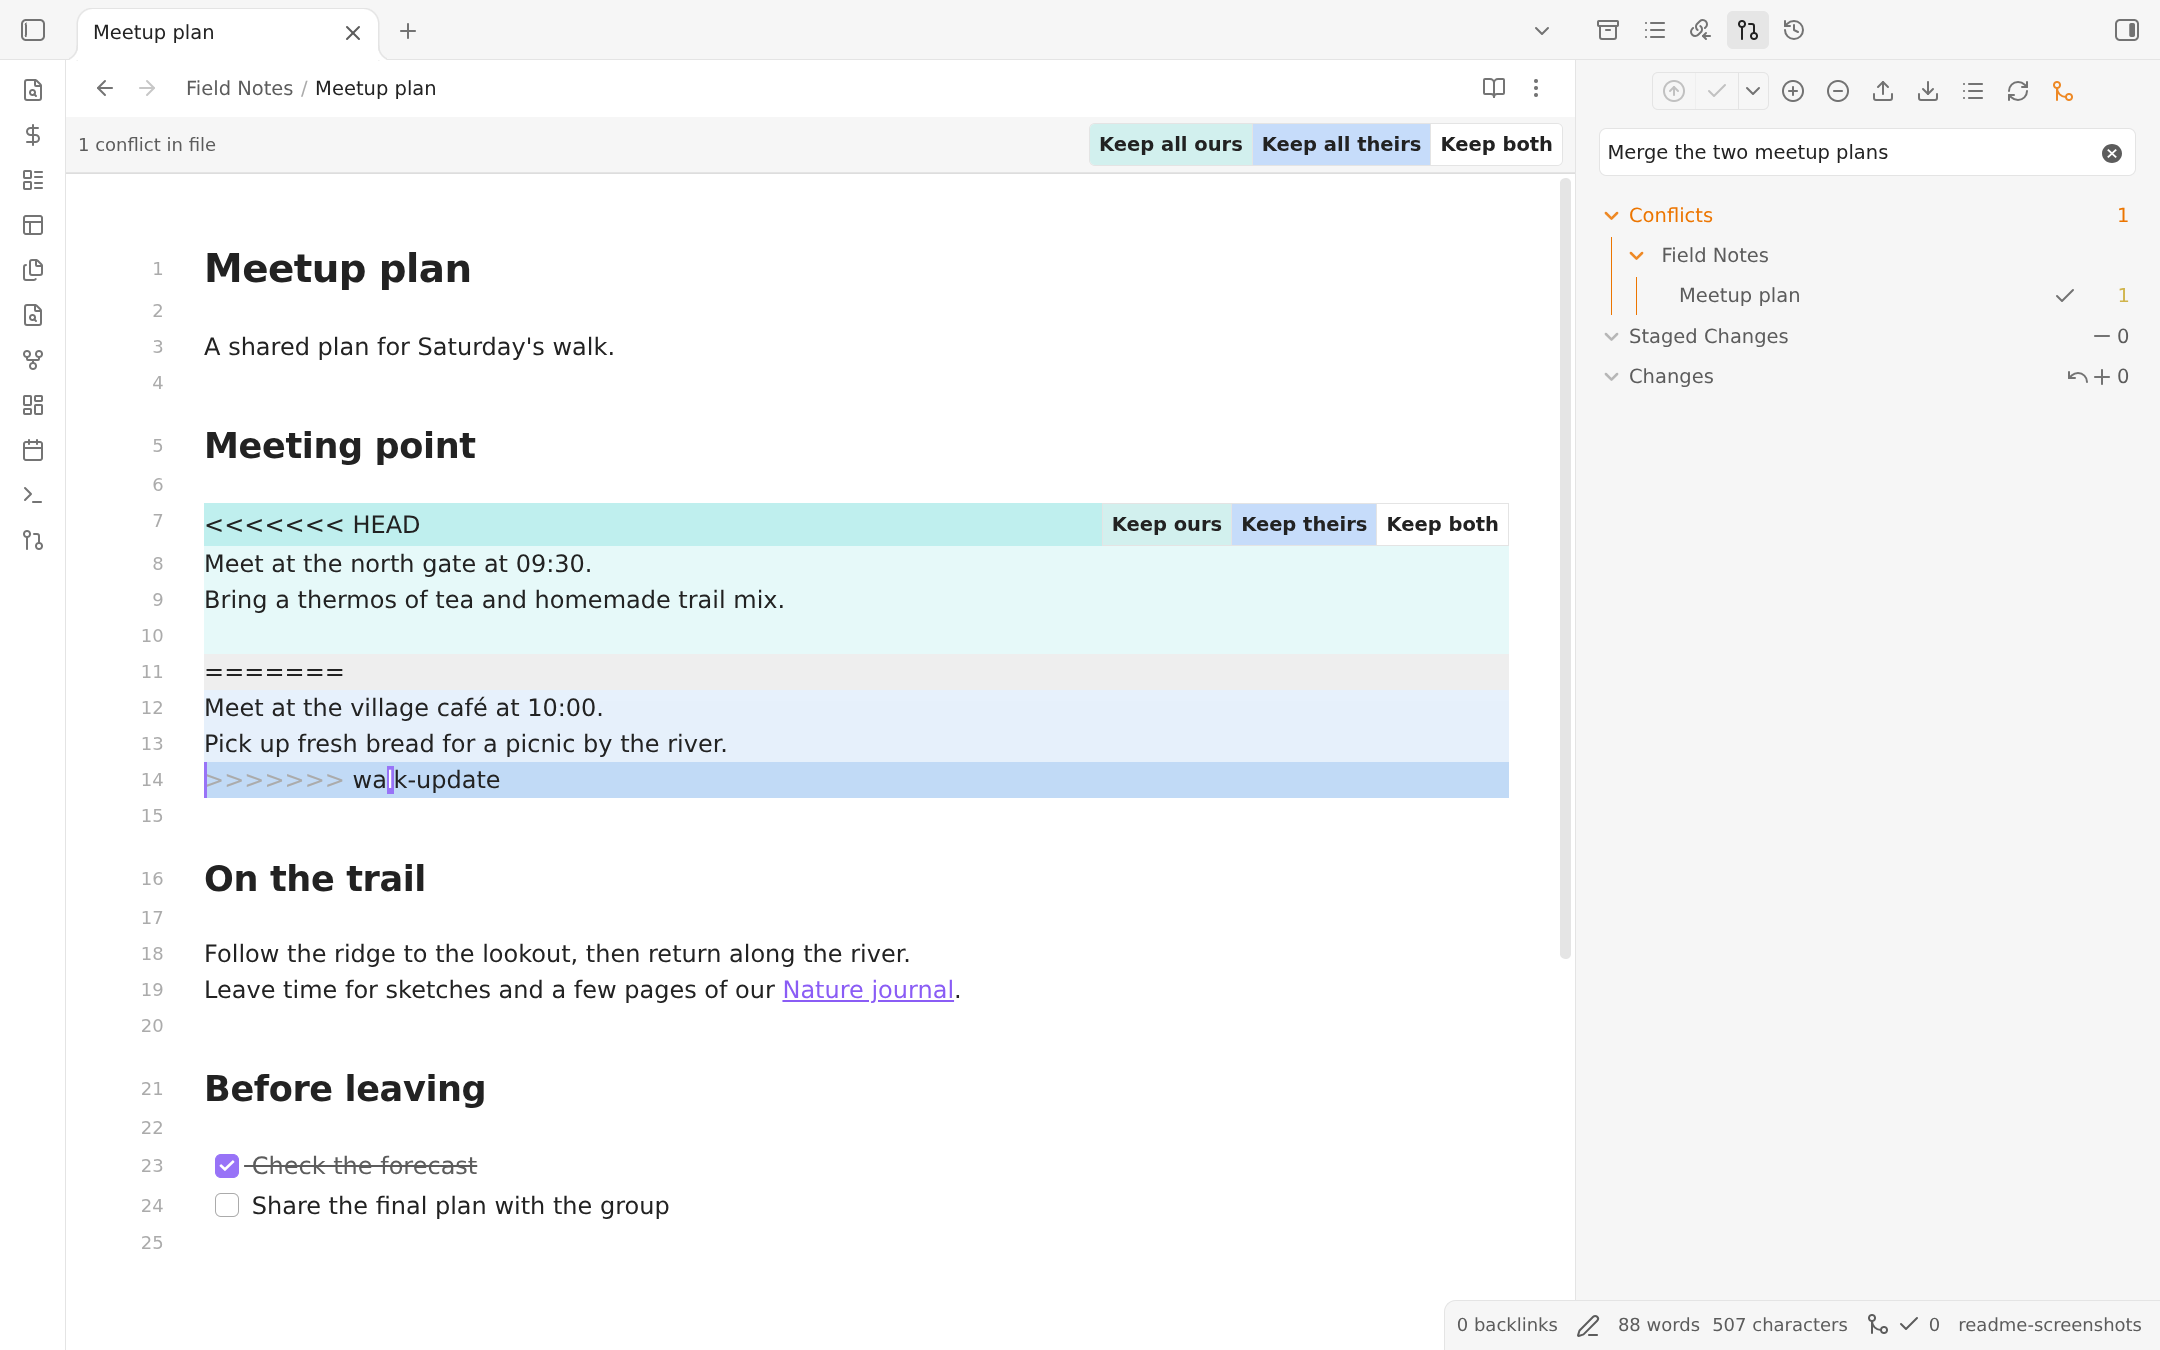 Meetup plan
Field Notes / Meetup plan
1 conflict in file
Keep all ours Keep all theirs Keep both
1 Meetup plan
2
3 A shared plan for Saturday's walk.
4
5 Meeting point
6
7 <<<<<<< HEAD Keep ours Keep theirs Keep both
8 Meet at the north gate at 09:30.
9 Bring a thermos of tea and homemade trail mix.
10
11 =======
12 Meet at the village café at 10:00.
13 Pick up fresh bread for a picnic by the river.
14 >>>>>>> walk-update
15
16 On the trail
17
18 Follow the ridge to the lookout, then return along the river.
19 Leave time for sketches and a few pages of our Nature journal.
20
21 Before leaving
22
23 Check the forecast
24 Share the final plan with the group
25
Merge the two meetup plans
Conflicts 1
Field Notes
Meetup plan 1
Staged Changes 0
Changes 0
0 backlinks 88 words 507 characters 0 readme-screenshots